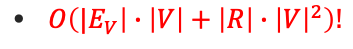 • O(|E_V| · |V| + |R| · |V|²)!